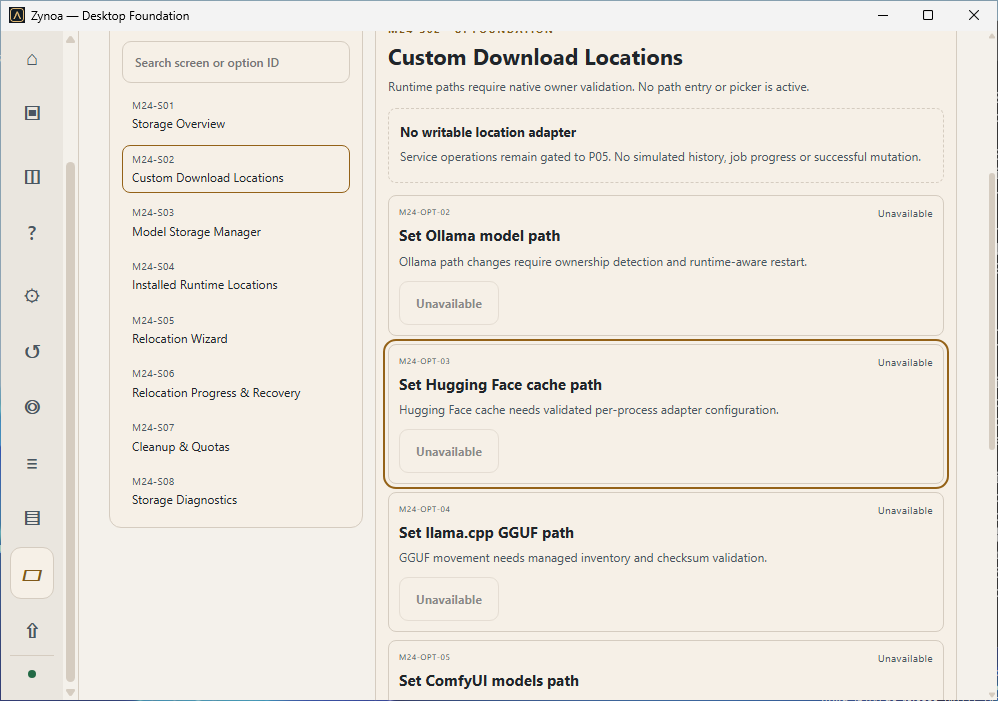 Zynoa — Desktop Foundation
Search screen or option ID
M24-S01
Storage Overview
M24-S02
Custom Download Locations
M24-S03
Model Storage Manager
M24-S04
Installed Runtime Locations
M24-S05
Relocation Wizard
M24-S06
Relocation Progress & Recovery
M24-S07
Cleanup & Quotas
M24-S08
Storage Diagnostics
Custom Download Locations
Runtime paths require native owner validation. No path entry or picker is active.
No writable location adapter
Service operations remain gated to P05. No simulated history, job progress or successful mutation.
M24-OPT-02
Unavailable
Set Ollama model path
Ollama path changes require ownership detection and runtime-aware restart.
Unavailable
M24-OPT-03
Unavailable
Set Hugging Face cache path
Hugging Face cache needs validated per-process adapter configuration.
Unavailable
M24-OPT-04
Unavailable
Set llama.cpp GGUF path
GGUF movement needs managed inventory and checksum validation.
Unavailable
M24-OPT-05
Unavailable
Set ComfyUI models path